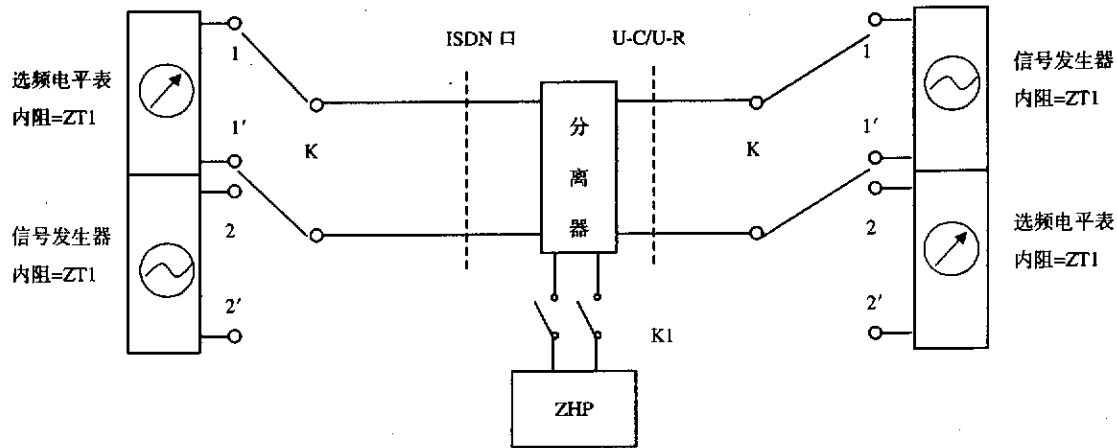 ISDN 口
U-C/U-R
选频电平表
内阻=ZT1
1
1′
K
2
信号发生器
内阻=ZT1
2′
分
离
器
K1
ZHP
1
信号发生器
内阻=ZT1
1′
K
2
选频电平表
内阻=ZT1
2′